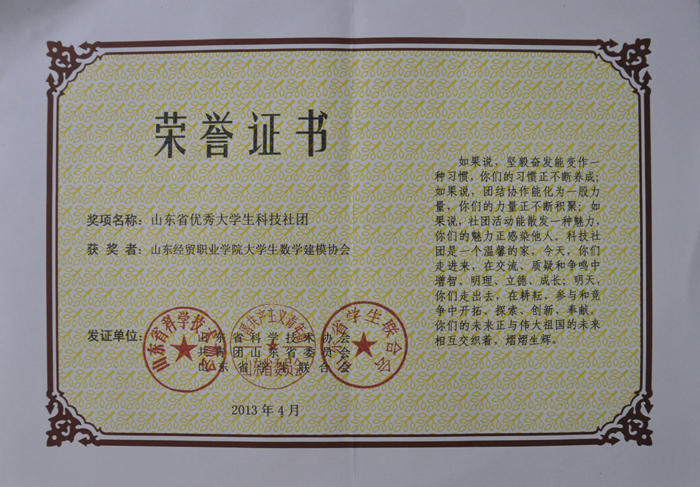 荣誉证书
奖项名称：山东省优秀大学生科技社团
获奖者：山东经贸职业学院大学生数学建模协会
发证单位：
山东省科学技术协会
共青团山东省委员会
山东省学生联合会
2013年4月
如果说，坚毅奋发能变作一
种习惯，你们的习惯正不断养成；
如果说，团结协作能化为一股力
量，你们的力量正不断积聚；如
果说，社团活动能散发一种魅力，
你们的魅力正感染他人。科技社
团是一个温馨的家，今天，你们
走进来，在交流、质疑和争鸣中
增智、明理、立德、成长；明天，
你们走出去，在耕耘、参与和竞
争中开拓、探索、创新、奉献，
你们的未来正与伟大祖国的未来
相互交织着，熠熠生辉。